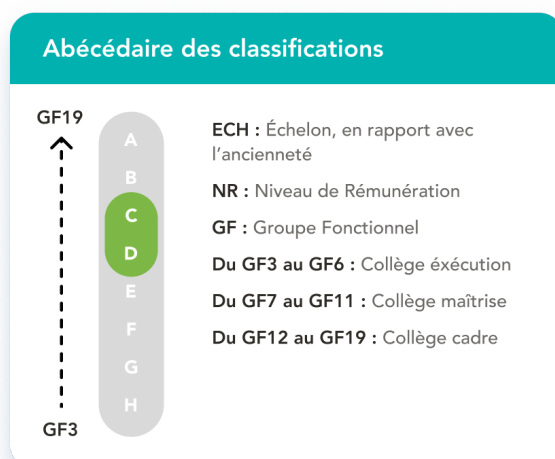 Abécédaire des classifications
GF19
A
B
C
D
E
F
G
H
GF3
ECH : Échelon, en rapport avec
l'ancienneté
NR : Niveau de Rémunération
GF : Groupe Fonctionnel
Du GF3 au GF6 : Collège éxécution
Du GF7 au GF11 : Collège maîtrise
Du GF12 au GF19 : Collège cadre